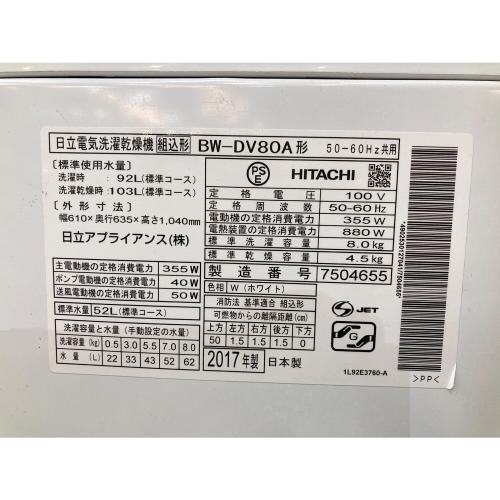 日立電気洗濯乾燥機 組込形 BW-DV80A形 50-60Hz共用
〔標準使用水量〕
洗濯時:92L(標準コース)
洗濯乾燥時:103L(標準コース)
〔外形寸法〕
幅610×奥行635×高さ1,040mm
日立アプライアンス(株)
主電動機の定格消費電力 355W
ポンプ電動機の定格消費電力 40W
送風電動機の定格消費電力 50W
標準水量 52L(標準コース)
洗濯容量と水量(手動設定の水量)
洗濯容量(kg) 0.5 3.0 5.5 7.0 8.0
水量(L) 22 33 43 52 62
PS
E
HITACHI
定格電圧 100V
定格周波数 50-60Hz
電動機の定格消費電力 355W
電熱装置の定格消費電力 880W
標準洗濯容量 8.0kg
標準乾燥容量 4.5kg
製造番号 7504655
色相 W(ホワイト)
消防法 基準適合 組込形
可燃物からの離隔距離(cm)
上方 左方 右方 後方 下方
50 1.5 1.5 1.5 0
2017年製 日本製
S JET
G
1L92E3760-A
>PP<